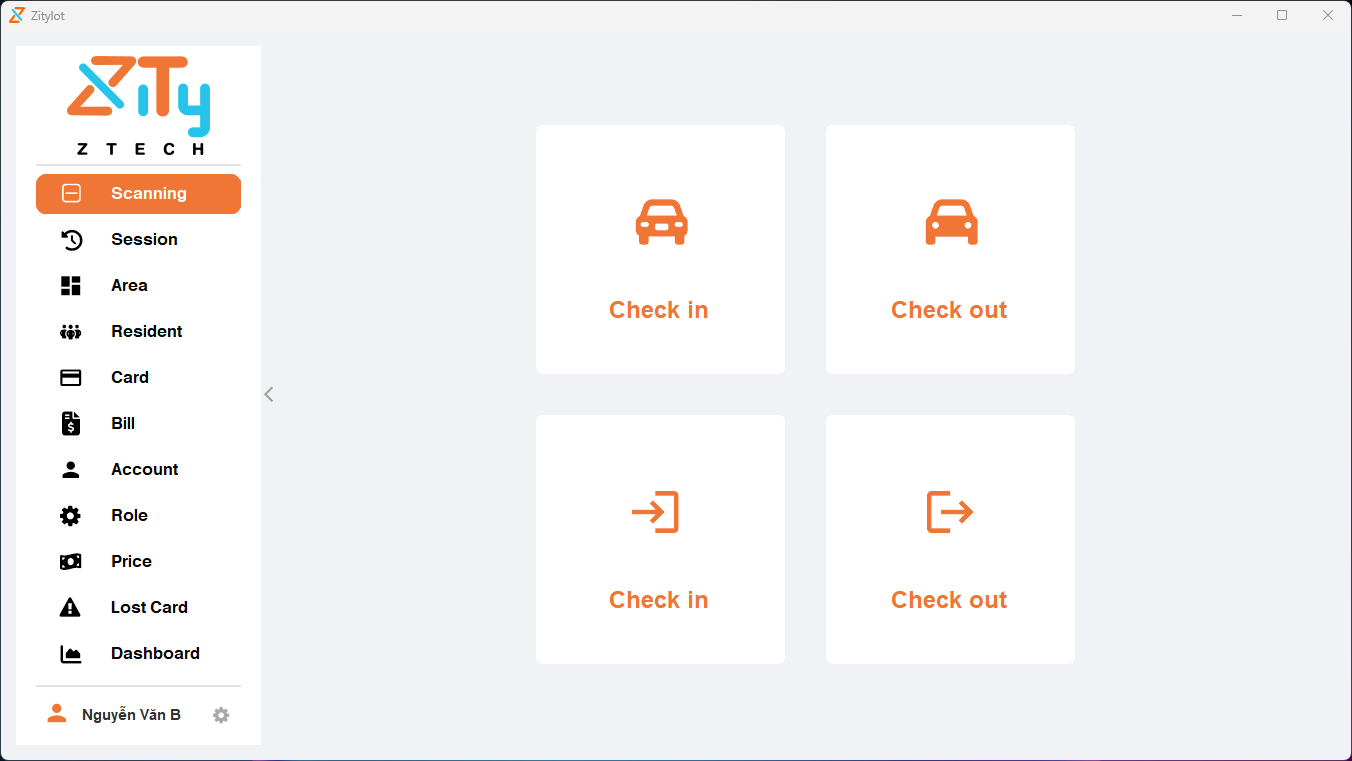 Zitylot
ZiTy
Z T E C H
Scanning
Session
Area
Resident
Card
Bill
Account
Role
Price
Lost Card
Dashboard
Nguyễn Văn B
Check in
Check out
Check in
Check out